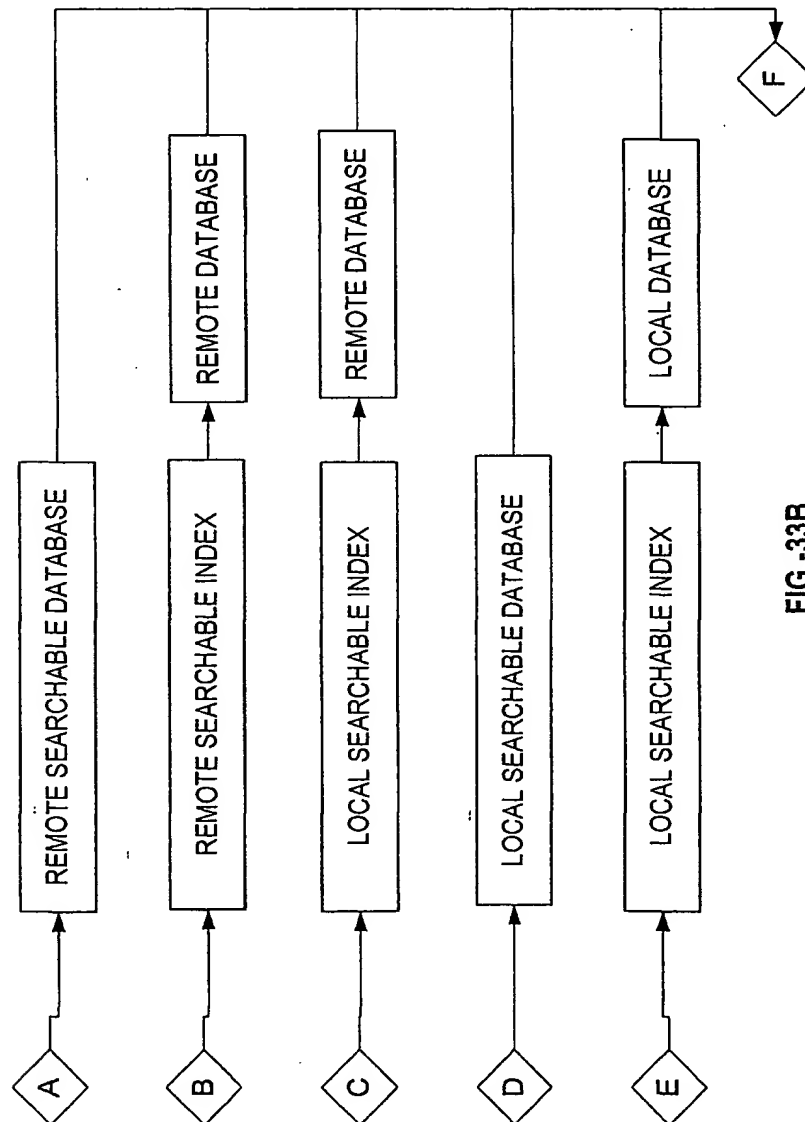 A
REMOTE SEARCHABLE DATABASE
B
REMOTE SEARCHABLE INDEX
REMOTE DATABASE
C
LOCAL SEARCHABLE INDEX
REMOTE DATABASE
D
LOCAL SEARCHABLE DATABASE
E
LOCAL SEARCHABLE INDEX
LOCAL DATABASE
F
FIG.-33B